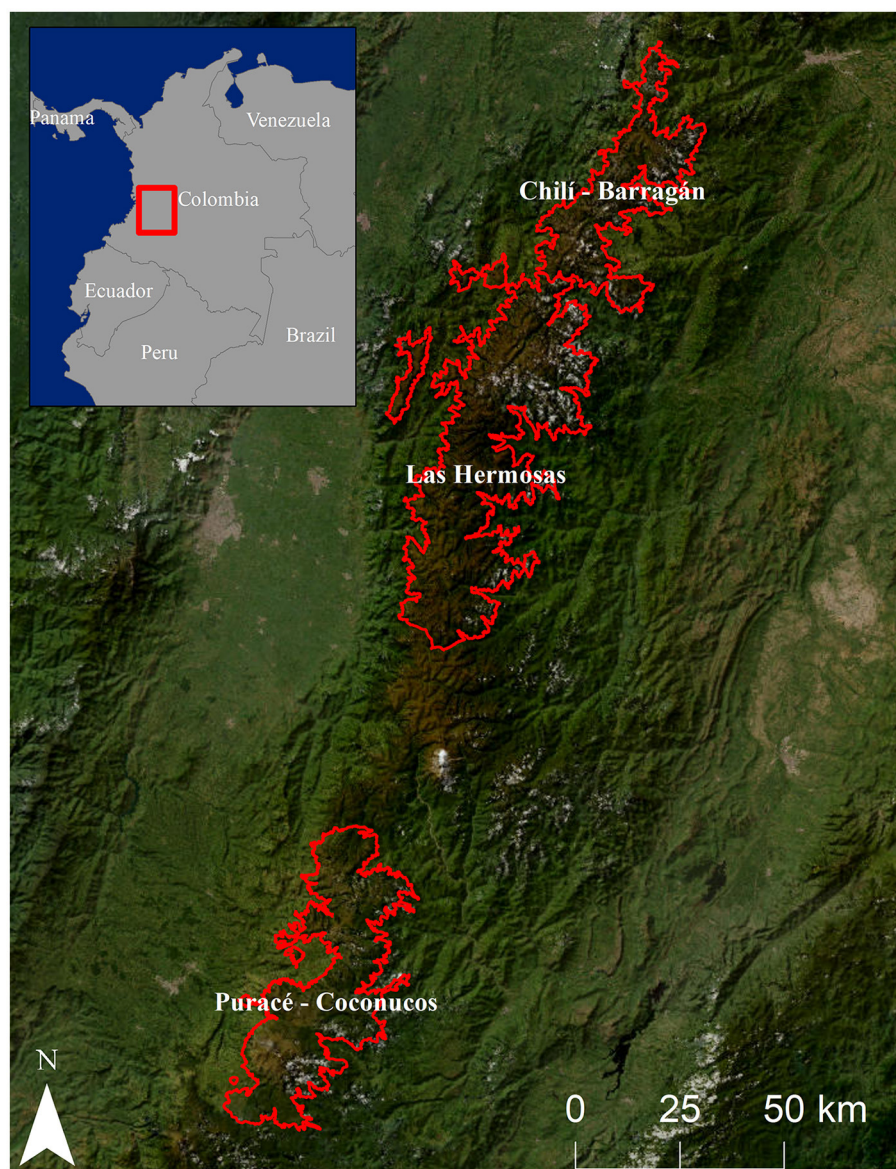 Panama
Venezuela
Colombia
Ecuador
Brazil
Peru
Chilí - Barragán
Las Hermosas
Puracé - Coconucos
N
0 25 50 km